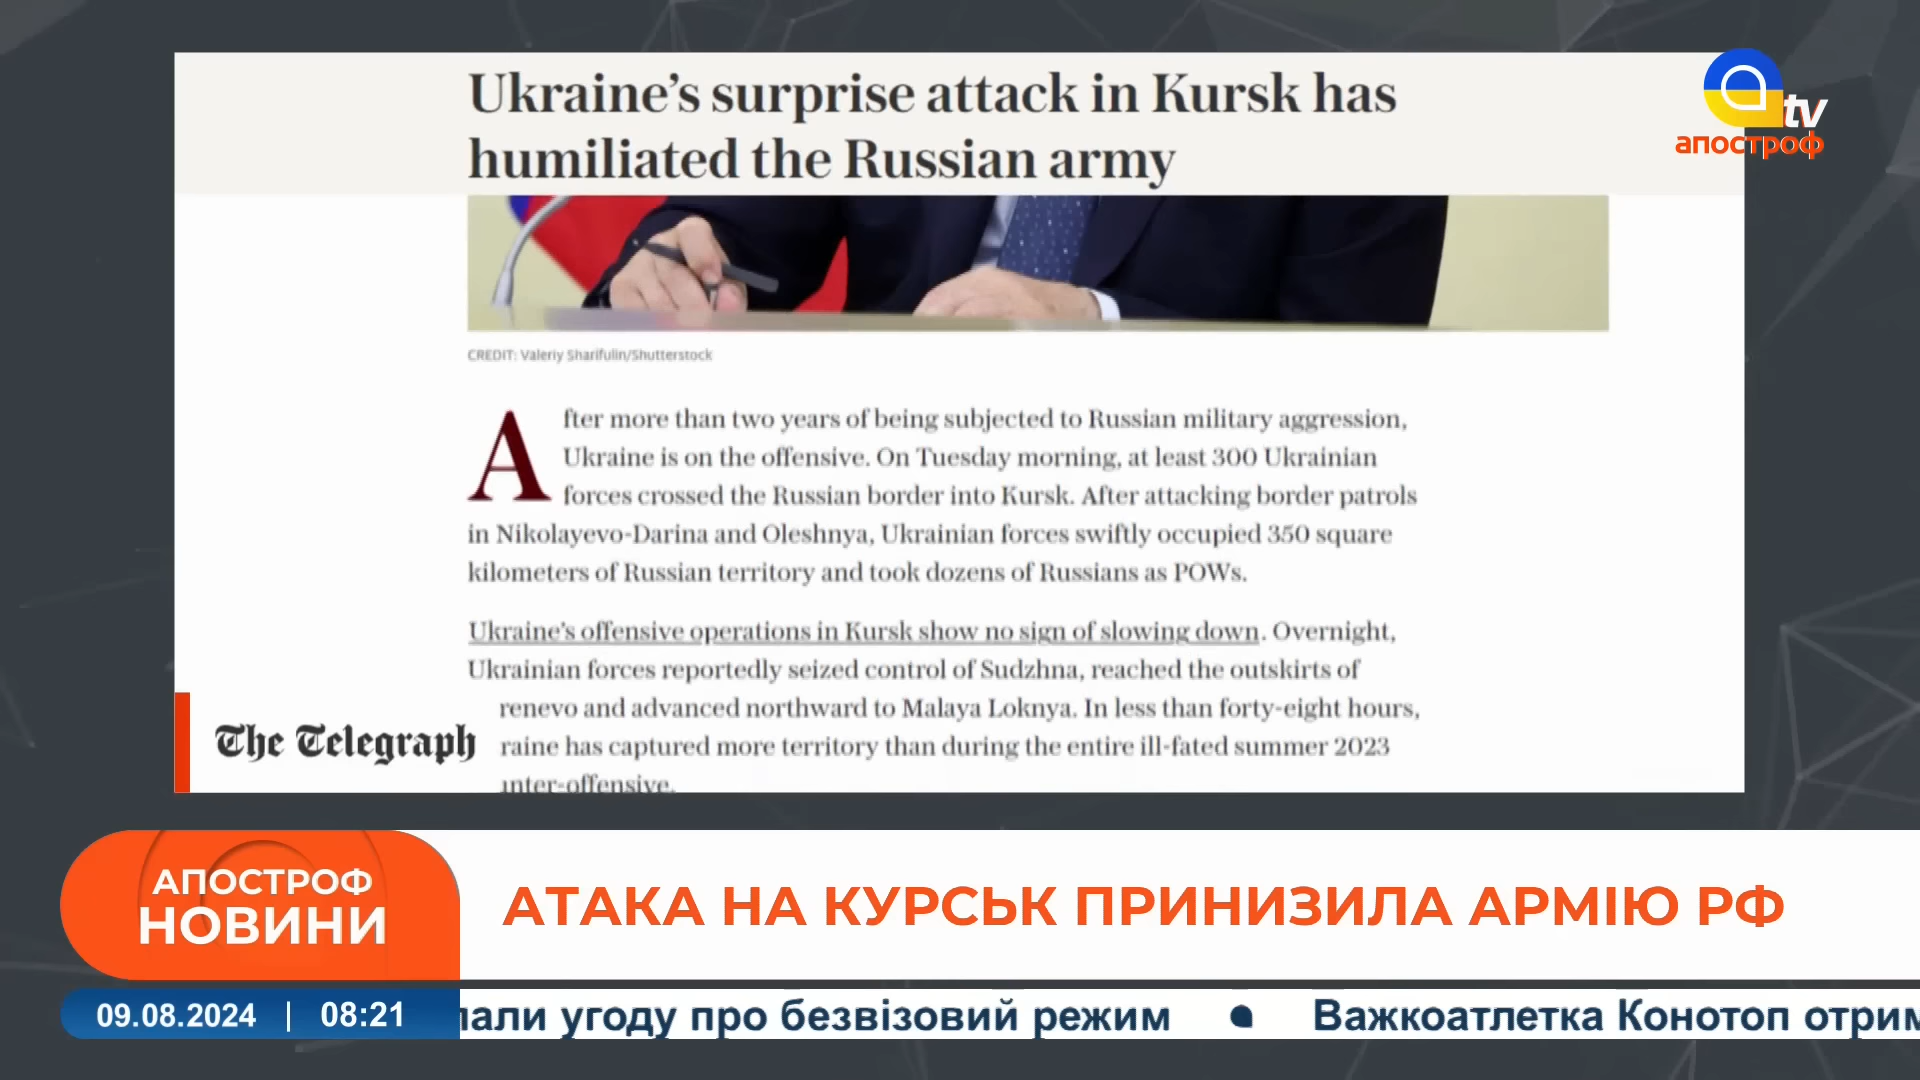 Ukraine's surprise attack in Kursk has
humiliated the Russian army
tv
апостроф
CREDIT: Valeriy Sharifulin/Shutterstock
After more than two years of being subjected to Russian military aggression,
Ukraine is on the offensive. On Tuesday morning, at least 300 Ukrainian
forces crossed the Russian border into Kursk. After attacking border patrols
in Nikolayevo-Darina and Oleshnya, Ukrainian forces swiftly occupied 350 square
kilometers of Russian territory and took dozens of Russians as POWs.
Ukraine's offensive operations in Kursk show no sign of slowing down. Overnight,
Ukrainian forces reportedly seized control of Sudzhna, reached the outskirts of
renevo and advanced northward to Malaya Loknya. In less than forty-eight hours,
raine has captured more territory than during the entire ill-fated summer 2023
unter-offensive.
The Telegraph
АПОСТРОФ
НОВИНИ
АТАКА НА КУРСЬК ПРИНИЗИЛА АРМІЮ РФ
09.08.2024 | 08:21
пали угоду про безвізовий режим
Важкоатлетка Конотоп отрим